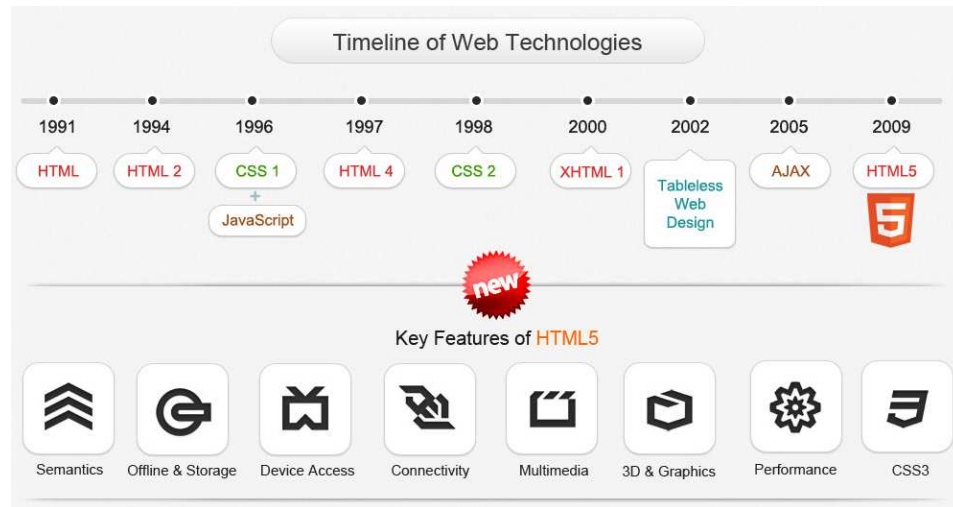 Timeline of Web Technologies
1991 1994 1996 1997 1998 2000 2002 2005 2009
HTML HTML 2 CSS 1 HTML 4 CSS 2 XHTML 1 Tableless AJAX HTML5
+
Web
JavaScript
Design
5
new
Key Features of HTML5
Semantics Offline & Storage Device Access Connectivity Multimedia 3D & Graphics Performance CSS3